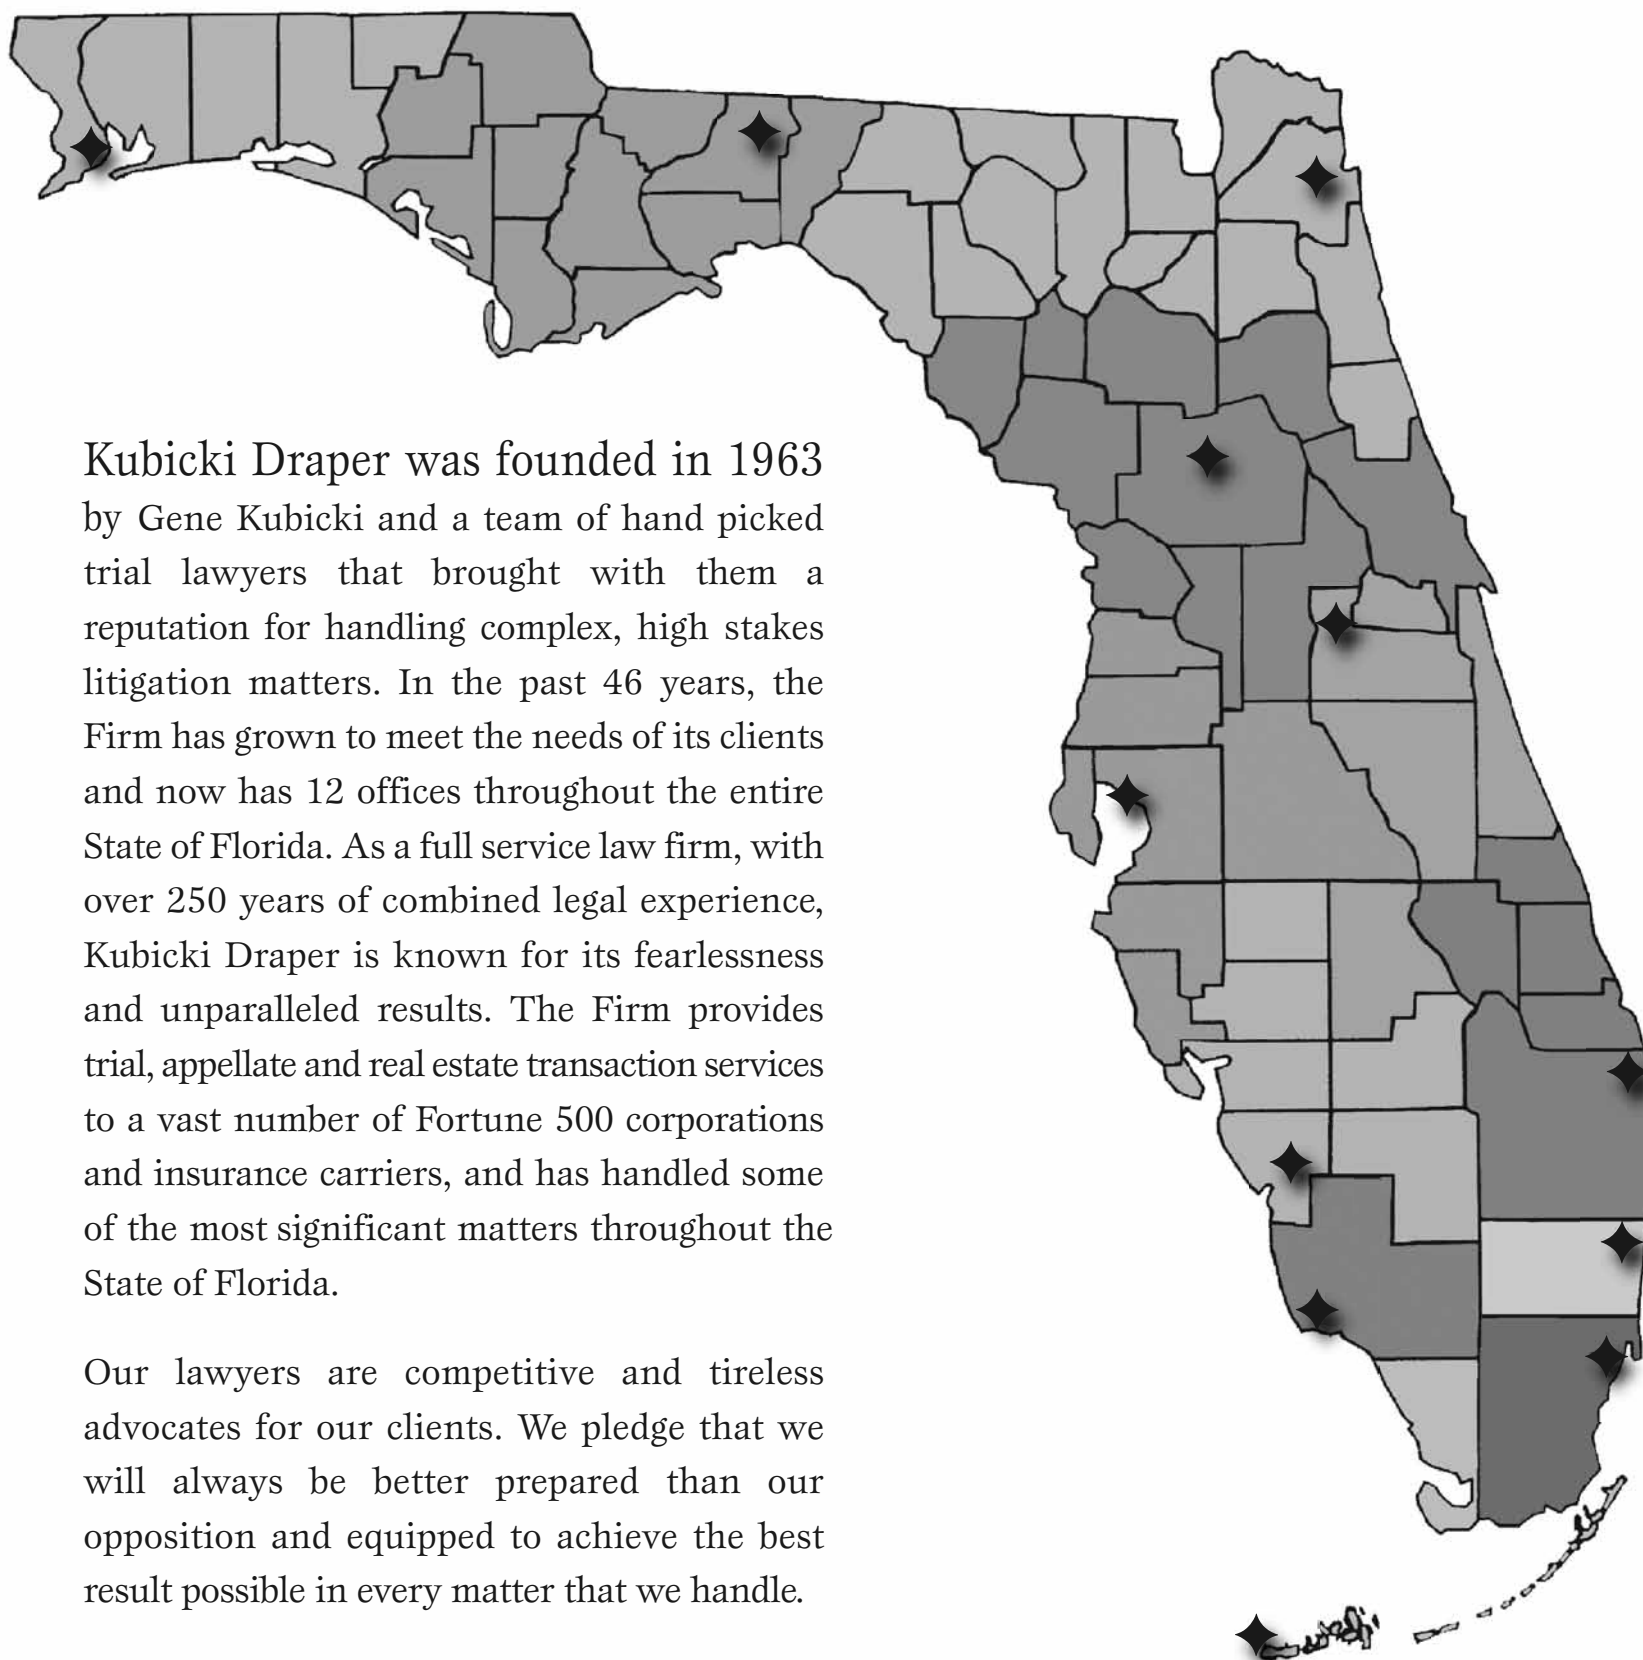 Kubicki Draper was founded in 1963
by Gene Kubicki and a team of hand picked
trial lawyers that brought with them a
reputation for handling complex, high stakes
litigation matters. In the past 46 years, the
Firm has grown to meet the needs of its clients
and now has 12 offices throughout the entire
State of Florida. As a full service law firm, with
over 250 years of combined legal experience,
Kubicki Draper is known for its fearlessness
and unparalleled results. The Firm provides
trial, appellate and real estate transaction services
to a vast number of Fortune 500 corporations
and insurance carriers, and has handled some
of the most significant matters throughout the
State of Florida.
Our lawyers are competitive and tireless
advocates for our clients. We pledge that we
will always be better prepared than our
opposition and equipped to achieve the best
result possible in every matter that we handle.